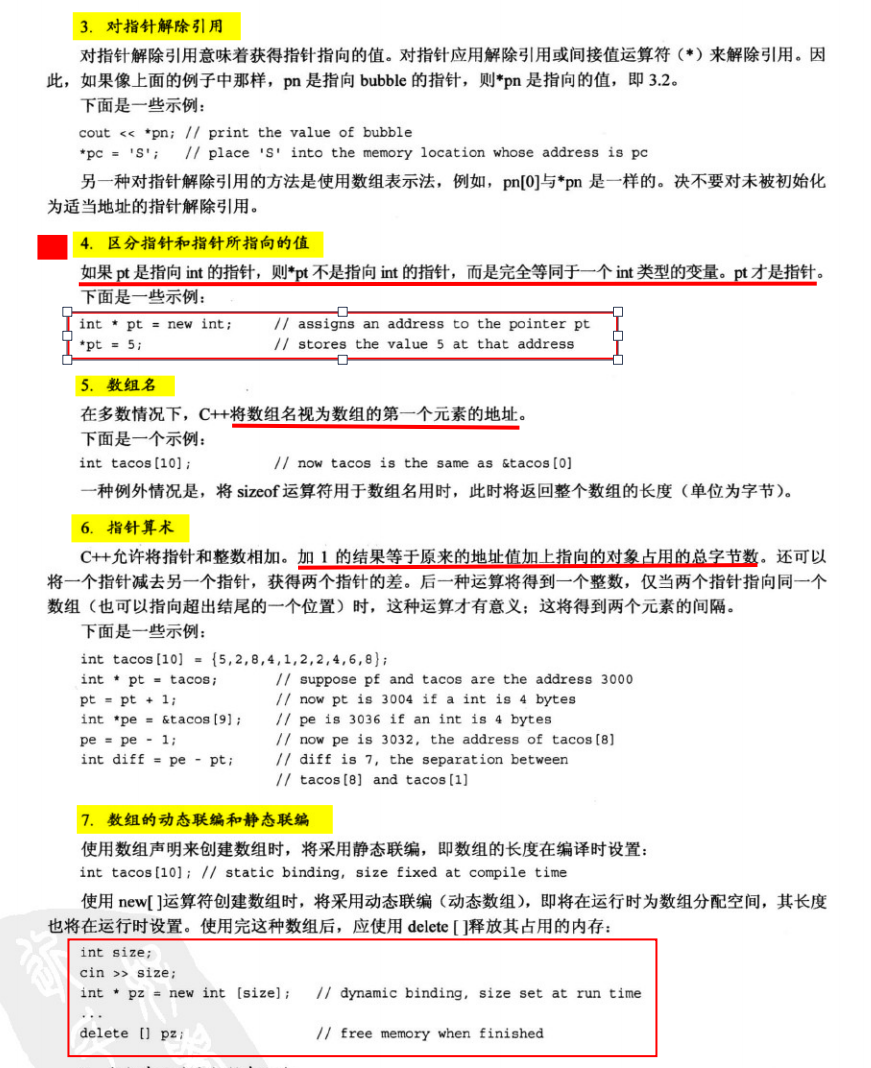 3. 对指针解除引用
对指针解除引用意味着获得指针指向的值。对指针应用解除引用或间接值运算符（*）来解除引用。因
此，如果像上面的例子中那样，pn 是指向 bubble 的指针，则*pn 是指向的值，即 3.2。
下面是一些示例：
cout << *pn; // print the value of bubble
*pc = 'S';   // place 'S' into the memory location whose address is pc
另一种对指针解除引用的方法是使用数组表示法，例如，pn[0]与*pn 是一样的。决不要对未被初始化
为适当地址的指针解除引用。
4. 区分指针和指针所指向的值
如果 pt 是指向 int 的指针，则*pt 不是指向 int 的指针，而是完全等同于一个 int 类型的变量。pt 才是指针。
下面是一些示例：
int * pt = new int;     // assigns an address to the pointer pt
*pt = 5;                // stores the value 5 at that address
5. 数组名
在多数情况下，C++将数组名视为数组的第一个元素的地址。
下面是一个示例：
int tacos[10];          // now tacos is the same as &tacos[0]
一种例外情况是，将 sizeof 运算符用于数组名用时，此时将返回整个数组的长度（单位为字节）。
6. 指针算术
C++允许将指针和整数相加。加 1 的结果等于原来的地址值加上指向的对象占用的总字节数。还可以
将一个指针减去另一个指针，获得两个指针的差。后一种运算将得到一个整数，仅当两个指针指向同一个
数组（也可以指向超出结尾的一个位置）时，这种运算才有意义；这将得到两个元素的间隔。
下面是一些示例：
int tacos[10] = {5,2,8,4,1,2,2,4,6,8};
int * pt = tacos;       // suppose pf and tacos are the address 3000
pt = pt + 1;            // now pt is 3004 if a int is 4 bytes
int *pe = &tacos[9];    // pe is 3036 if an int is 4 bytes
pe = pe - 1;            // now pe is 3032, the address of tacos[8]
int diff = pe - pt;     // diff is 7, the separation between
// tacos[8] and tacos[1]
7. 数组的动态联编和静态联编
使用数组声明来创建数组时，将采用静态联编，即数组的长度在编译时设置：
int tacos[10]; // static binding, size fixed at compile time
使用 new[ ]运算符创建数组时，将采用动态联编（动态数组），即将在运行时为数组分配空间，其长度
也将在运行时设置。使用完这种数组后，应使用 delete [ ]释放其占用的内存：
int size;
cin >> size;
int * pz = new int [size];   // dynamic binding, size set at run time
...
delete [] pz;                // free memory when finished